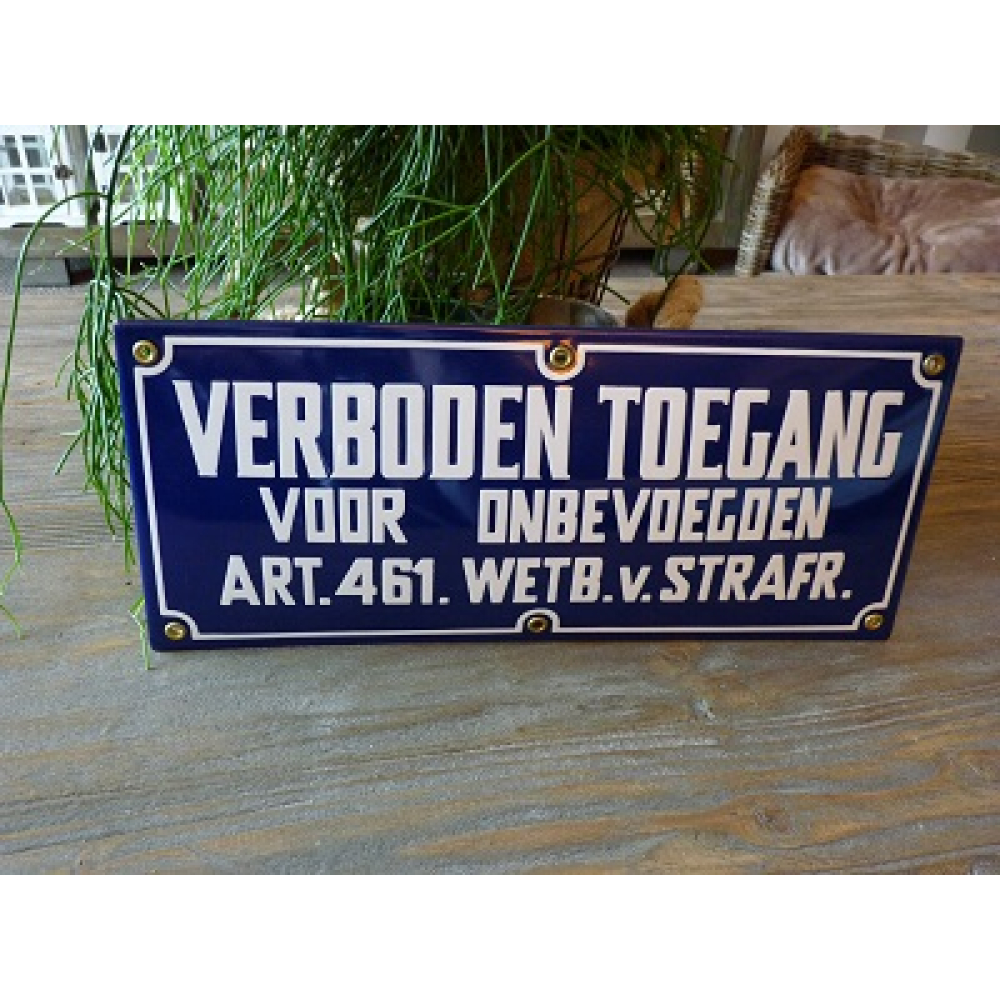 VERBODEN TOEGANG
VOOR ONBEVOEGDEN
ART. 461. WETB. v. STRAFR.